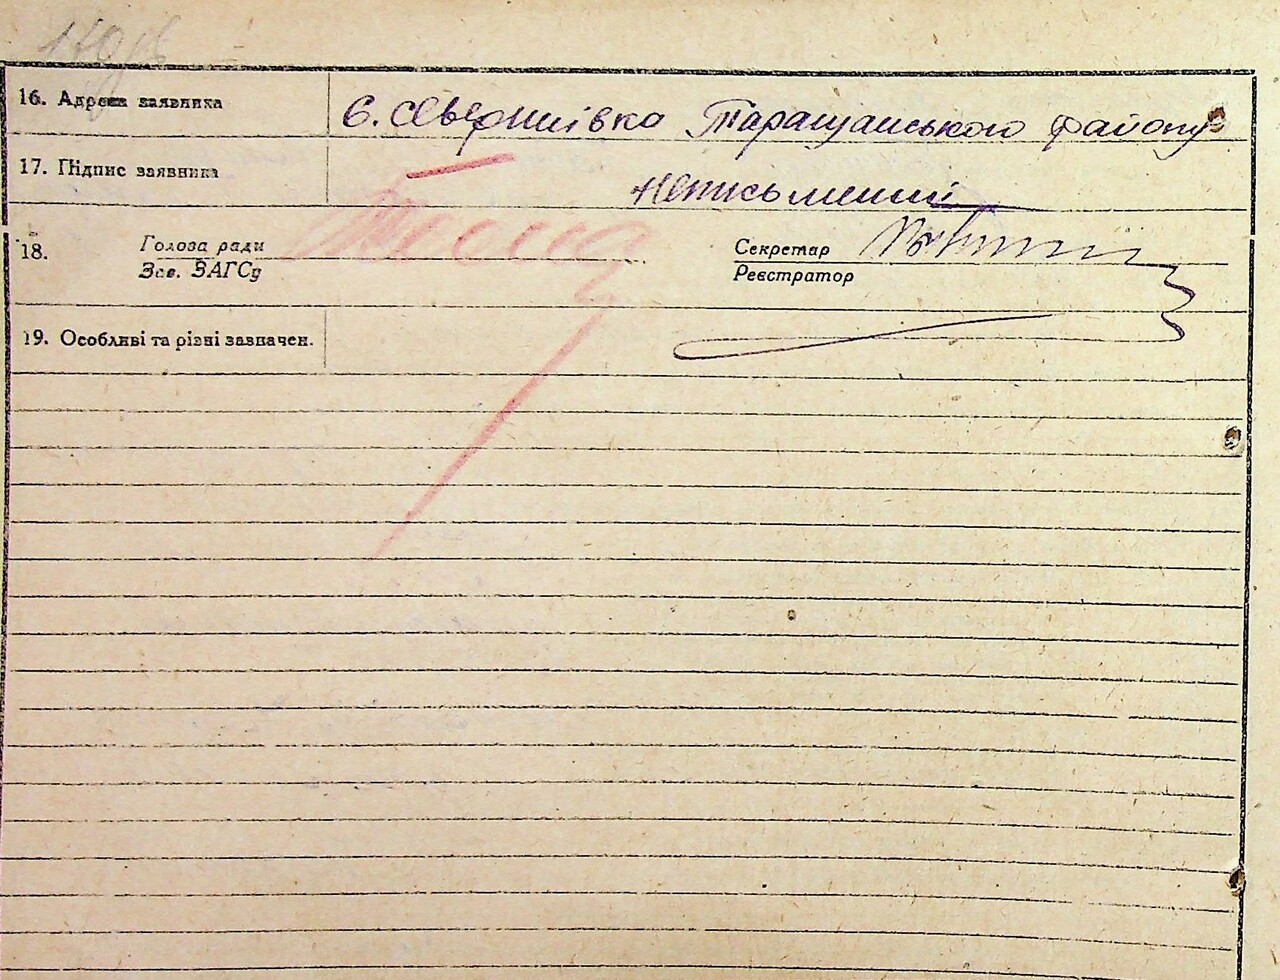 16. Адреса заявника С. Северинівка Таращанського району
17. Підпис заявника неписьменний
18. Голова ради Секретар
Зав. ЗАГСу Реєстратор
19. Особливі та різні зазначен.